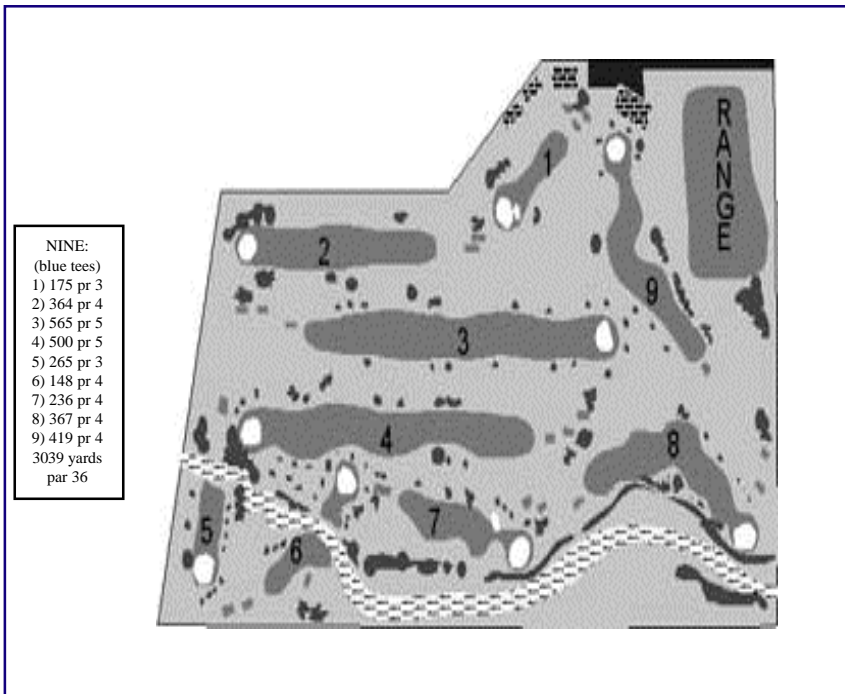 NINE:
(blue tees)
1) 175 pr 3
2) 364 pr 4
3) 565 pr 5
4) 500 pr 5
5) 265 pr 3
6) 148 pr 4
7) 236 pr 4
8) 367 pr 4
9) 419 pr 4
3039 yards
par 36
1
RANGE
2
9
3
4
8
7
5
6